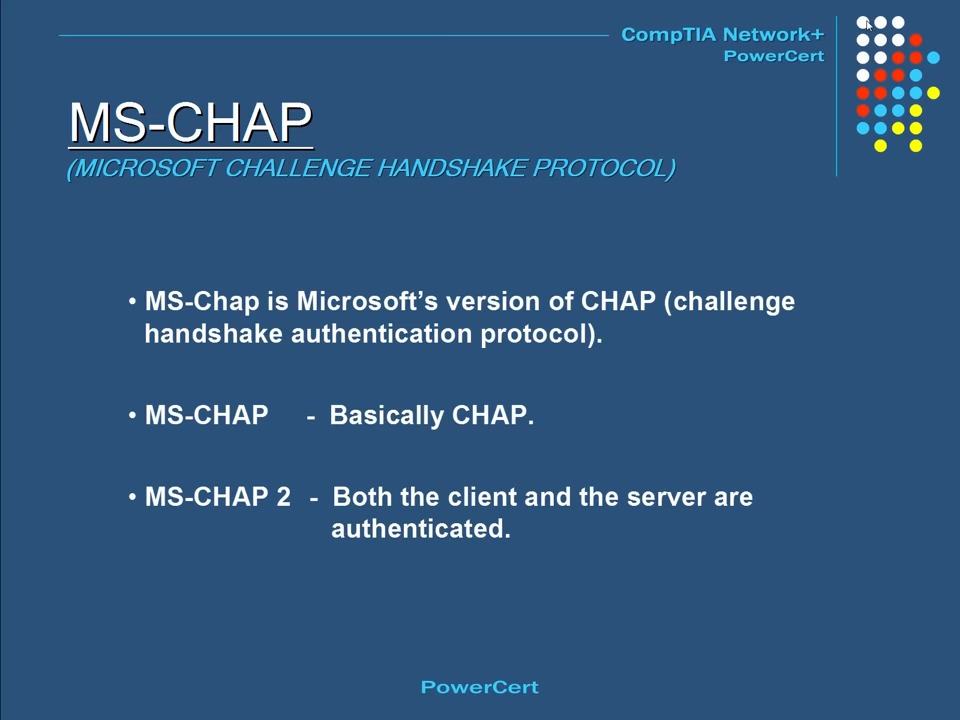 CompTIA Network+
PowerCert
MS-CHAP
(MICROSOFT CHALLENGE HANDSHAKE PROTOCOL)
• MS-Chap is Microsoft’s version of CHAP (challenge
handshake authentication protocol).
• MS-CHAP - Basically CHAP.
• MS-CHAP 2 - Both the client and the server are
authenticated.
PowerCert